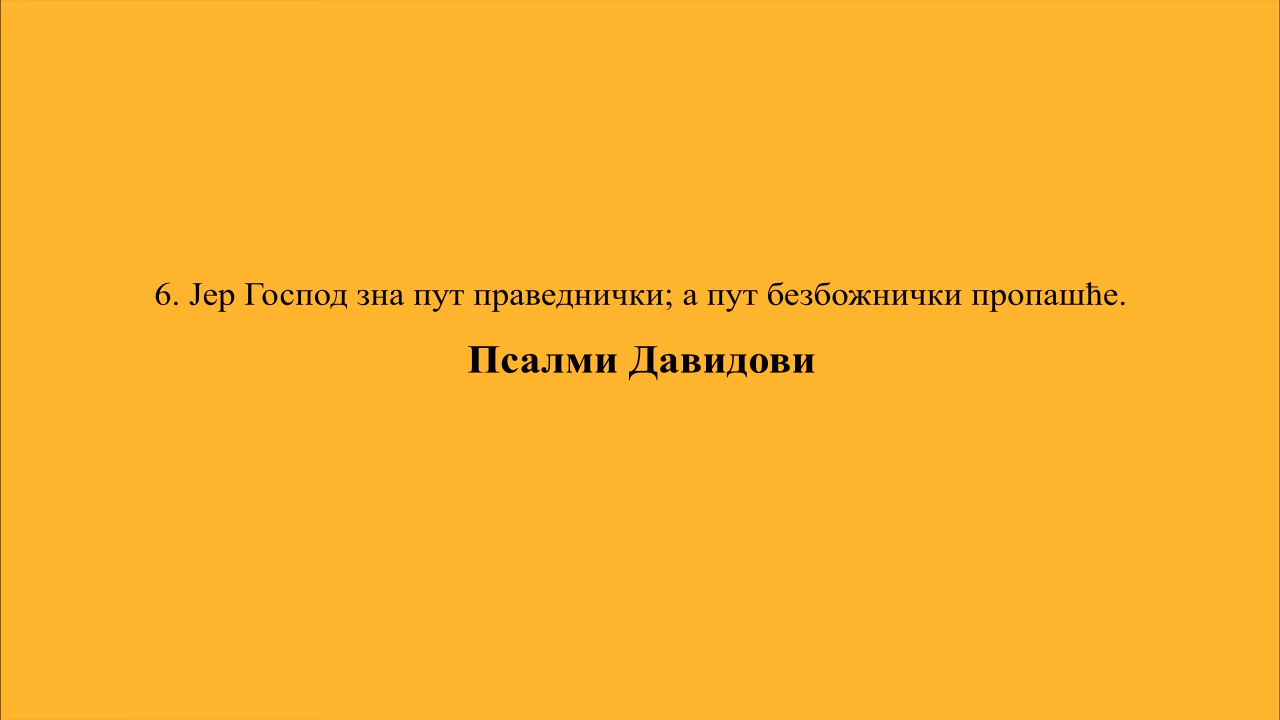 6. Јер Господ зна пут праведнички; а пут безбожнички пропашће.
Псалми Давидови